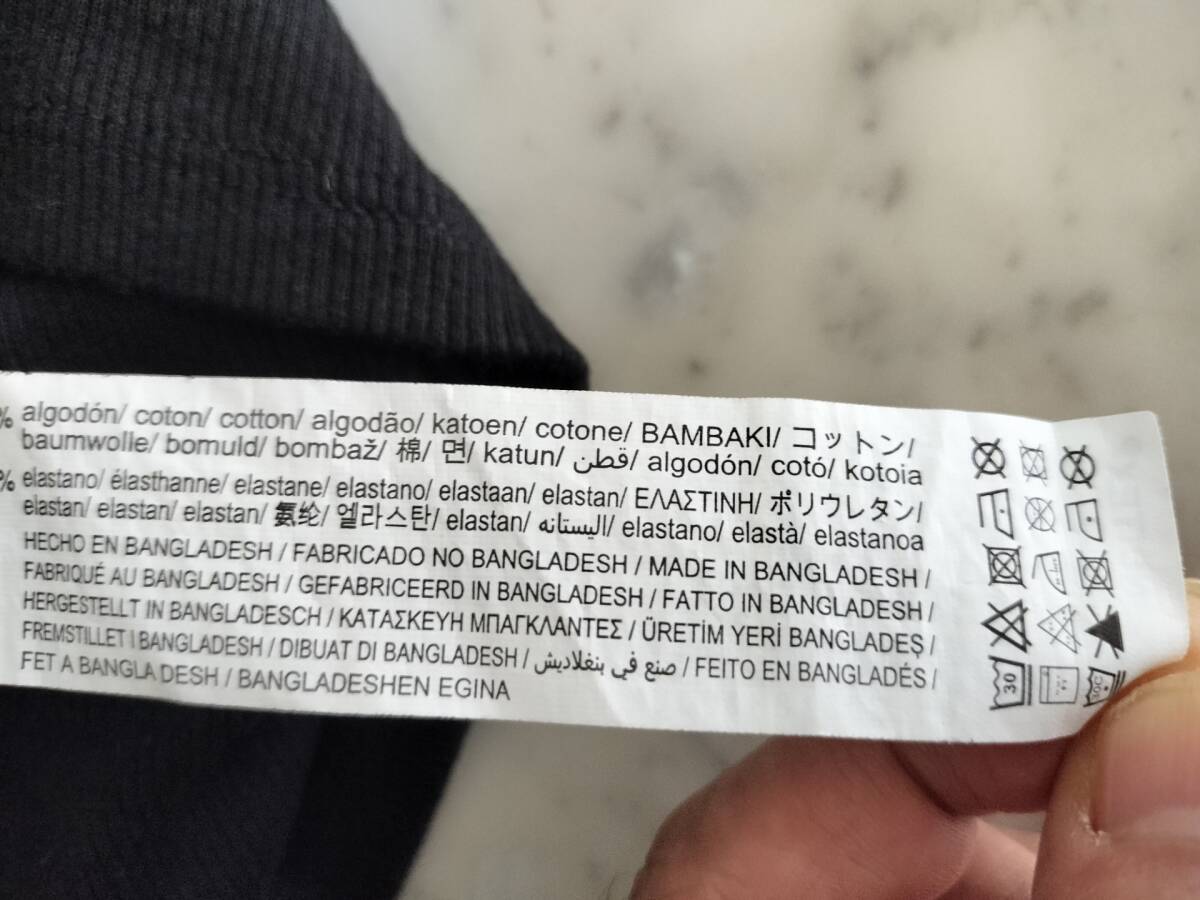 % algodón/ coton/ cotton/ algodão/ katoen/ cotone/ BAMBAKI/ コットン/
baumwolle/ bomuld/ bombaž/ 棉/ 면/ katun/ قطن/ algodón/ cotó/ kotoia
% elastano/ élasthanne/ elastane/ elastano/ elastaan/ elastan/ ΕΛΑΣΤΙΝΗ/ ポリウレタン/
elastan/ elastan/ elastan/ 氨纶/ 엘라스탄/ elastan/ اليستانه/ elastano/ elastà/ elastanoa
HECHO EN BANGLADESH / FABRICADO NO BANGLADESH / MADE IN BANGLADESH /
FABRIQUÉ AU BANGLADESH / GEFABRICEERD IN BANGLADESH / FATTO IN BANGLADESH /
HERGESTELLT IN BANGLADESCH / ΚΑΤΑΣΚΕΥΗ ΜΠΑΓΚΛΑΝΤΕΣ / ÜRETİM YERİ BANGLADEŞ /
FREMSTILLET I BANGLADESH / DIBUAT DI BANGLADESH / صنع في بنغلاديش / FEITO EN BANGLADÉS /
FET A BANGLA DESH / BANGLADESHEN EGINA
30
30C